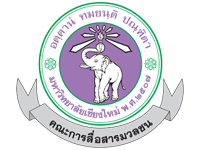 อตฺตานํ ทมยนฺติ ปณฺฑิตา
มหาวิทยาลัยเชียงใหม่ พ.ศ.๒๕๐๗
คณะการสื่อสารมวลชน